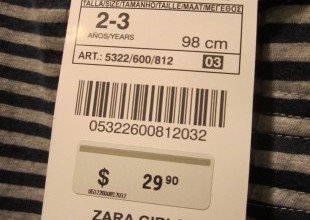 TALLA/SIZE/TAMANHO/TAILLE/MAAT/ΜΕΓΕΘΟΣ
2-3
AÑOS/YEARS
98 cm
ART.: 5322/600/812
03
05322600812032
$ 29.90
ZARA GIRLS